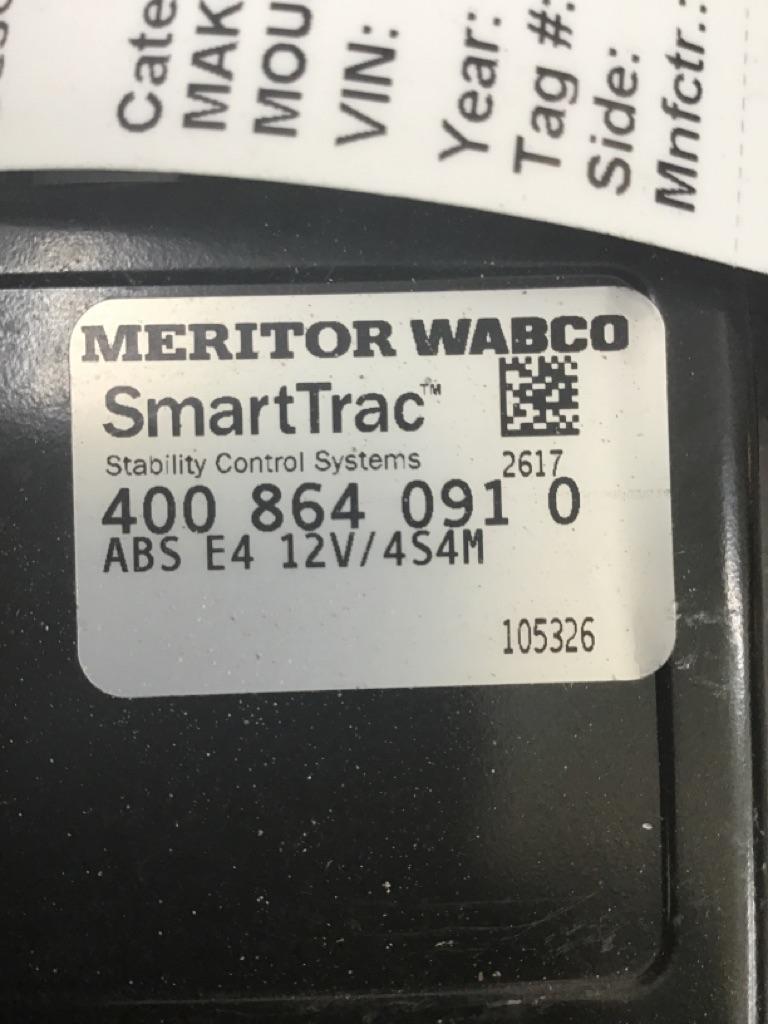 Cate
MAK
MOU
VIN:
Year:
Tag #:
Side:
Mnfctr.:
MERITOR WABCO
SmartTrac™
Stability Control Systems
2617
400 864 091 0
ABS E4 12V/4S4M
105326